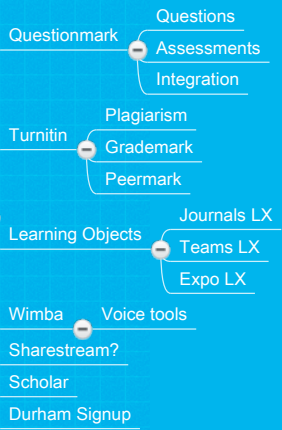 Questionmark
Questions
Assessments
Integration
Turnitin
Plagiarism
Grademark
Peermark
Learning Objects
Journals LX
Teams LX
Expo LX
Wimba
Voice tools
Sharestream?
Scholar
Durham Signup